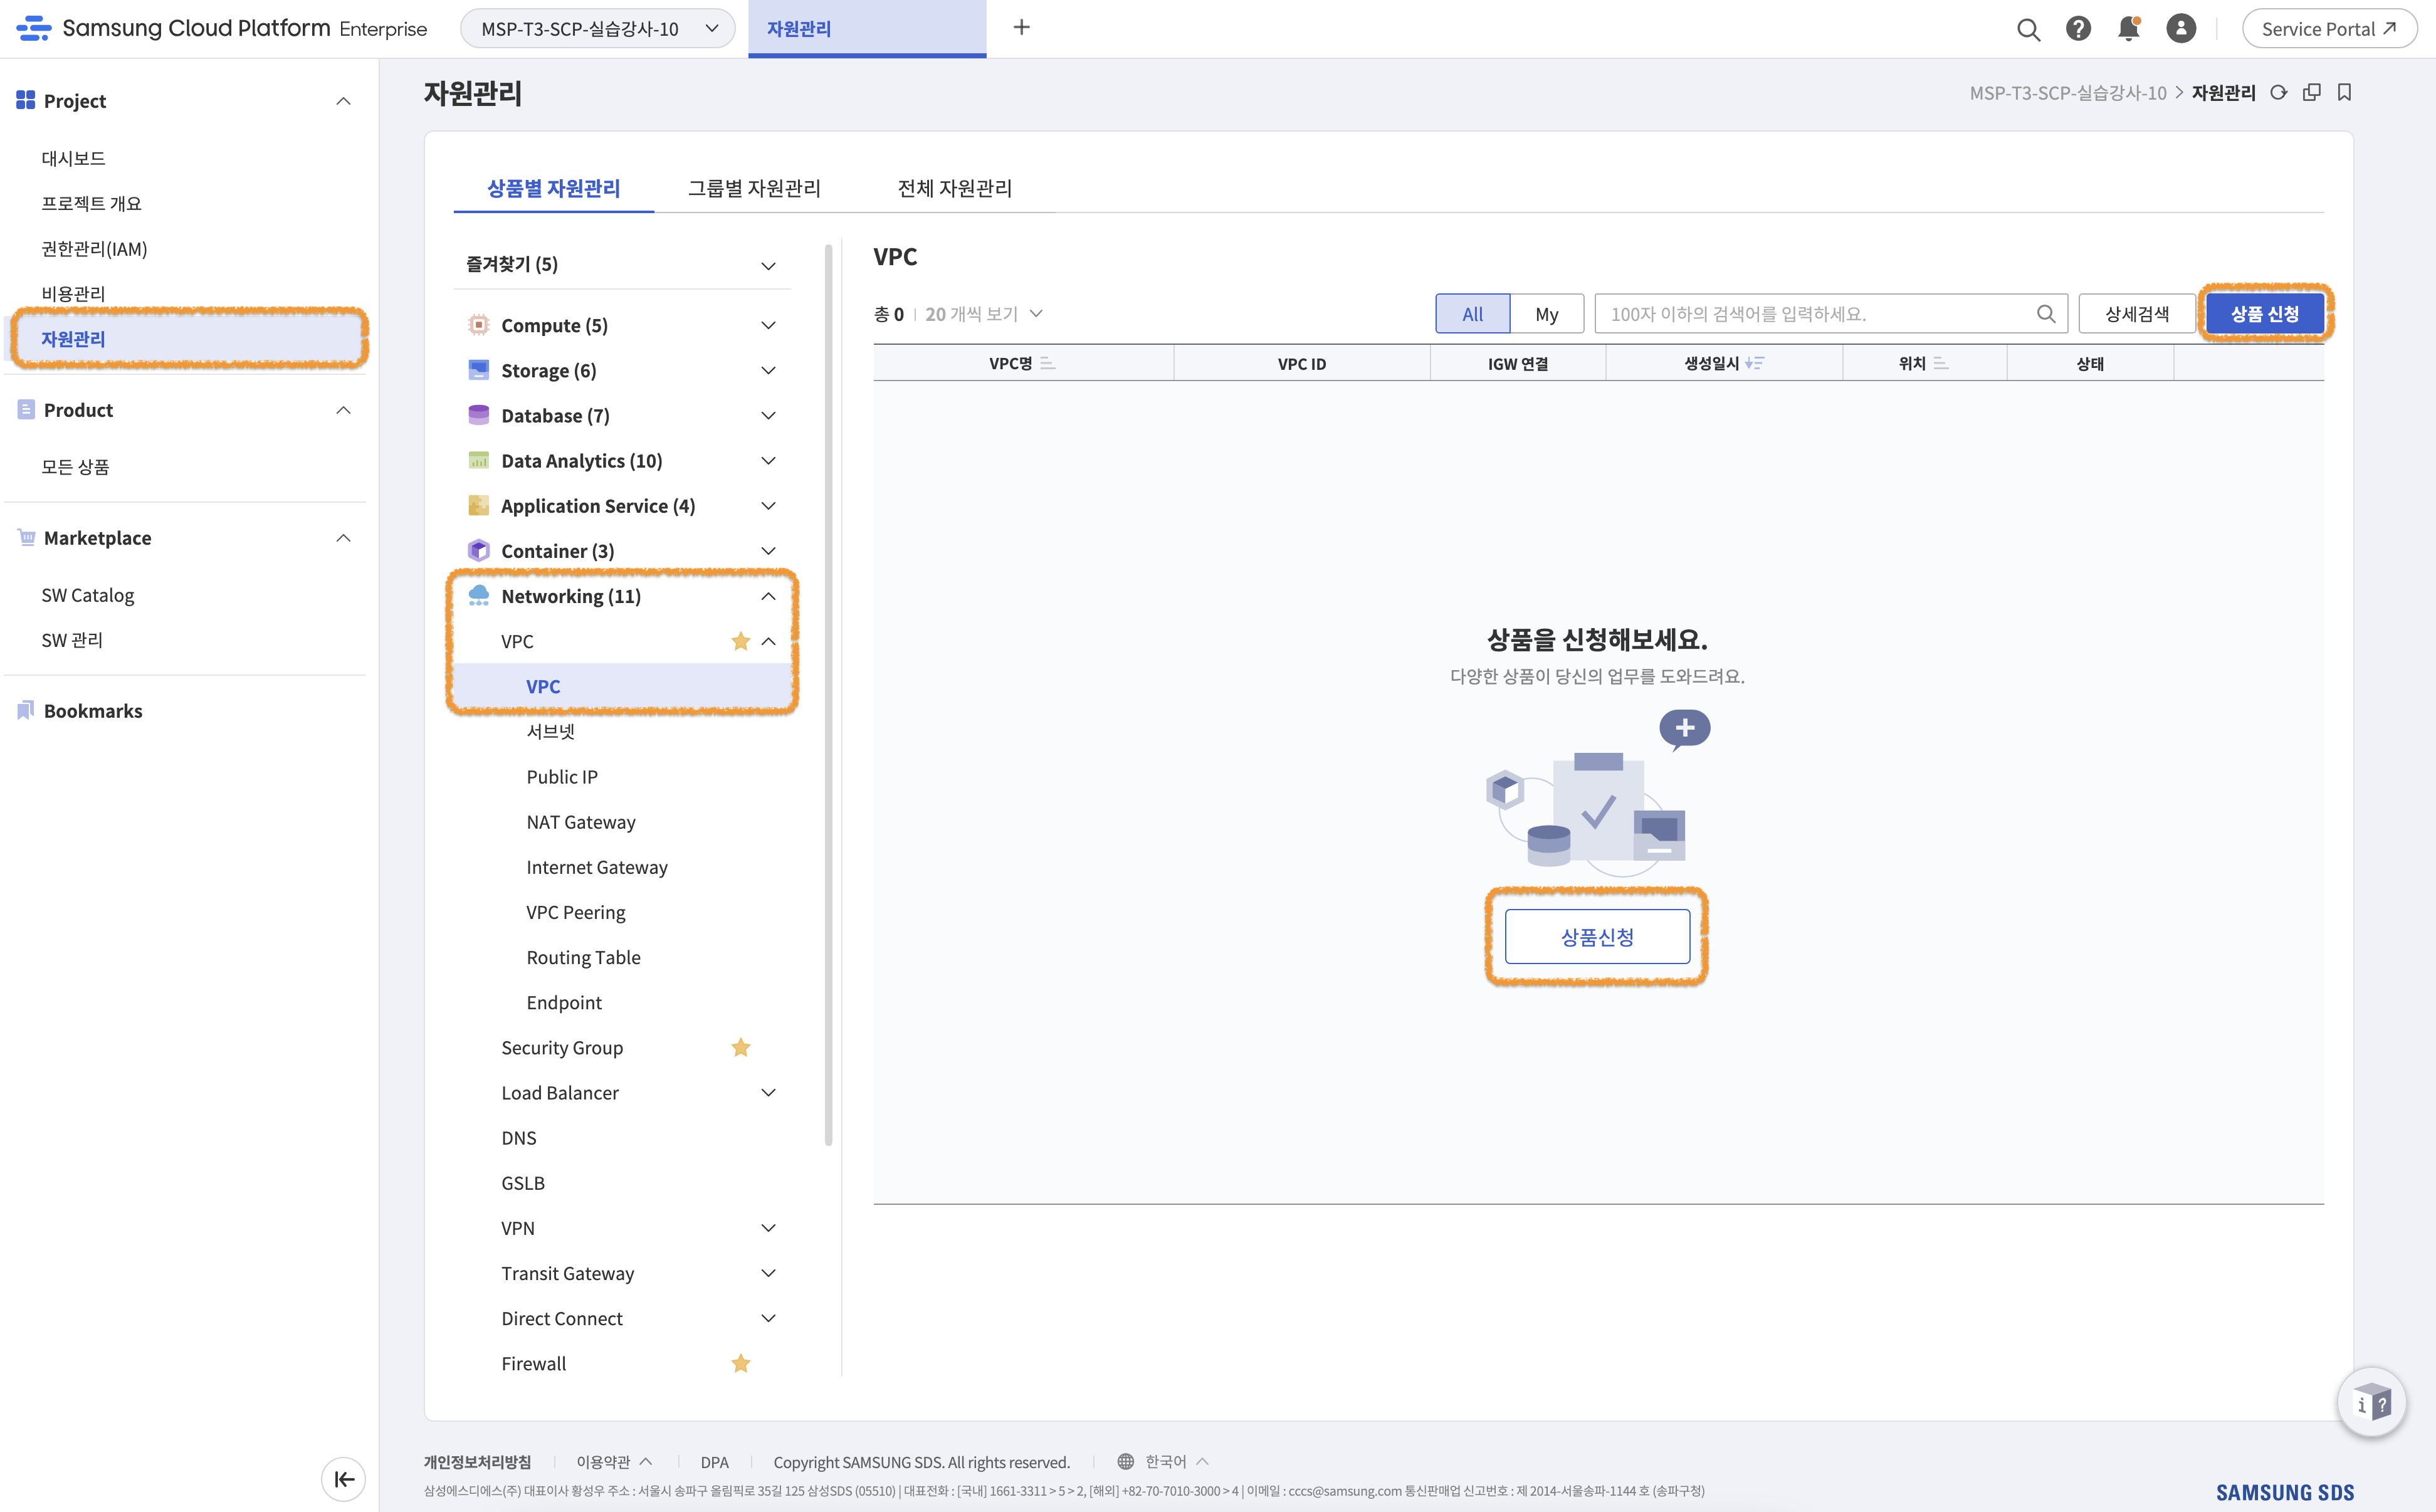 Samsung Cloud Platform Enterprise
MSP-T3-SCP-실습강사-10
자원관리
Service Portal
Project
대시보드
프로젝트 개요
권한관리(IAM)
비용관리
자원관리
Product
모든 상품
Marketplace
SW Catalog
SW 관리
Bookmarks
자원관리
MSP-T3-SCP-실습강사-10 > 자원관리
상품별 자원관리
그룹별 자원관리
전체 자원관리
즐겨찾기 (5)
Compute (5)
Storage (6)
Database (7)
Data Analytics (10)
Application Service (4)
Container (3)
Networking (11)
VPC
VPC
서브넷
Public IP
NAT Gateway
Internet Gateway
VPC Peering
Routing Table
Endpoint
Security Group
Load Balancer
DNS
GSLB
VPN
Transit Gateway
Direct Connect
Firewall
VPC
총 0 | 20 개씩 보기
All
My
100자 이하의 검색어를 입력하세요.
상세검색
상품 신청
VPC명
VPC ID
IGW 연결
생성일시
위치
상태
상품을 신청해보세요.
다양한 상품이 당신의 업무를 도와드려요.
상품신청
개인정보처리방침
이용약관
DPA
Copyright SAMSUNG SDS. All rights reserved.
한국어
삼성에스디에스(주) 대표이사 황성우 주소 : 서울시 송파구 올림픽로 35길 125 삼성SDS (05510) | 대표전화 : [국내] 1661-3311 > 5 > 2, [해외] +82-70-7010-3000 > 4 | 이메일 : cccs@samsung.com 통신판매업 신고번호 : 제 2014-서울송파-1144 호 (송파구청)
SAMSUNG SDS
i ?